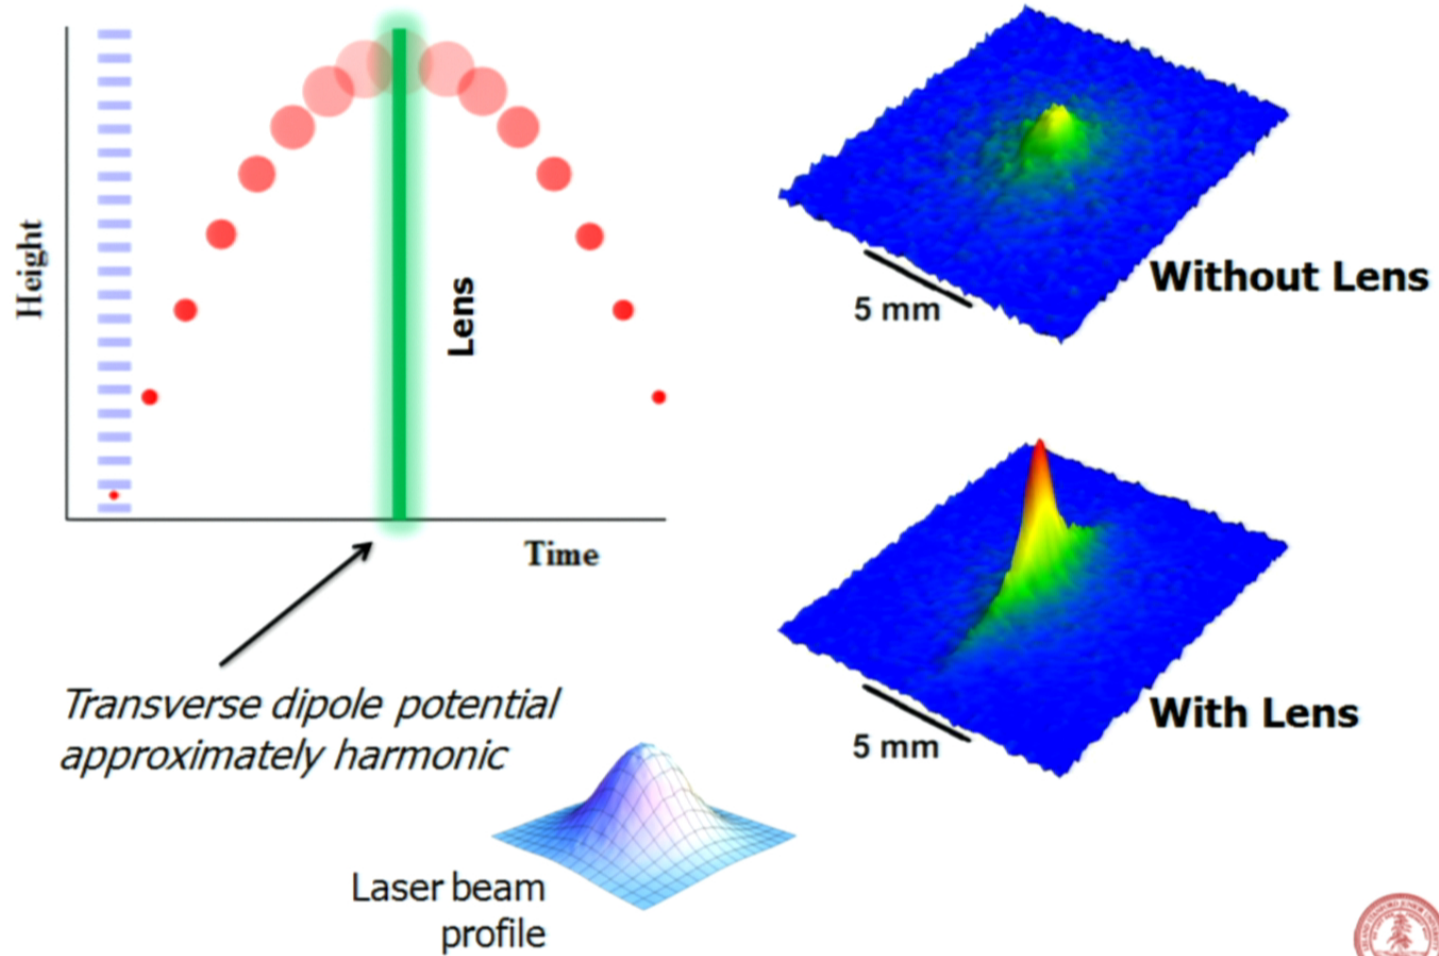 Height
Lens
Time
Without Lens
5 mm
With Lens
5 mm
Transverse dipole potential
approximately harmonic
Laser beam
profile